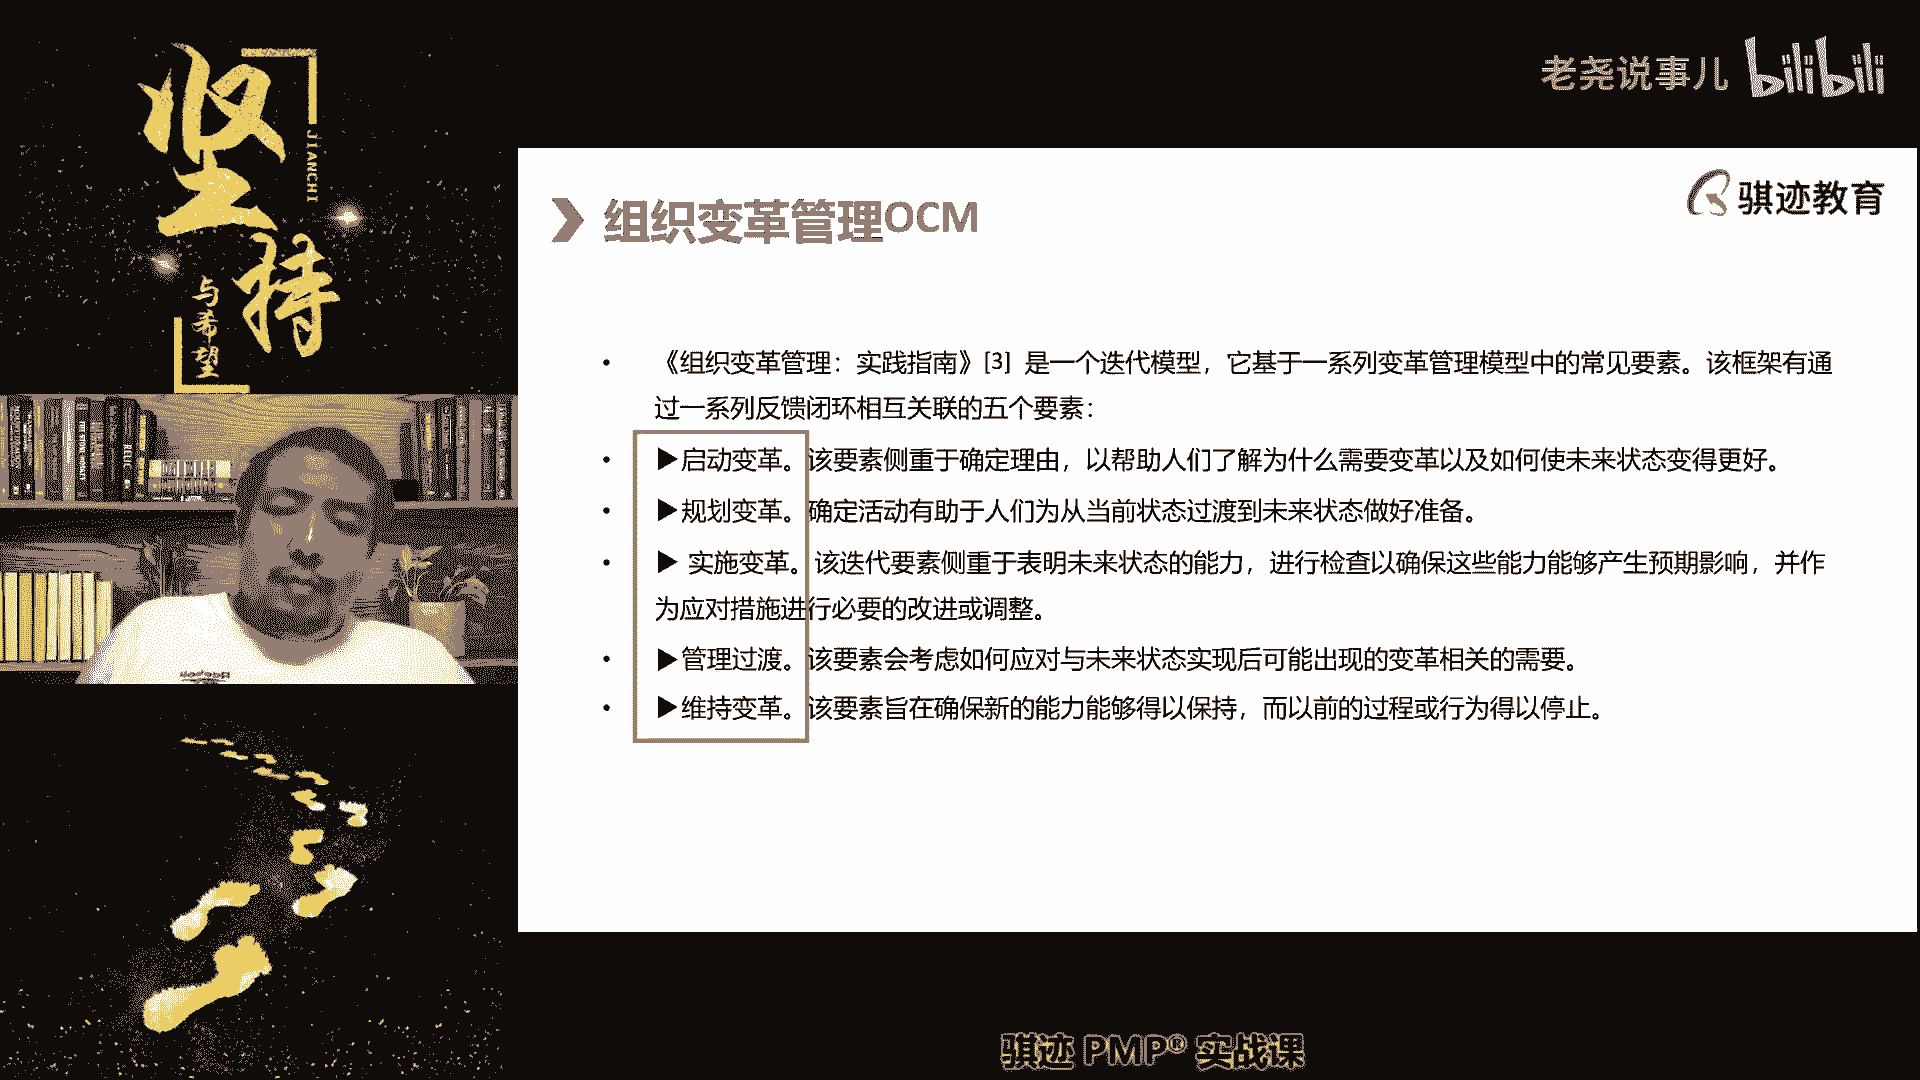 坚持
JIANCHI
与希望
老尧说事儿 bilibili
骐迹教育
组织变革管理OCM
• 《组织变革管理：实践指南》[3] 是一个迭代模型，它基于一系列变革管理模型中的常见要素。该框架有通
过一系列反馈闭环相互关联的五个要素：
• ▶启动变革。该要素侧重于确定理由，以帮助人们了解为什么需要变革以及如何使未来状态变得更好。
• ▶规划变革。确定活动有助于人们为从当前状态过渡到未来状态做好准备。
• ▶ 实施变革。该迭代要素侧重于表明未来状态的能力，进行检查以确保这些能力能够产生预期影响，并作
为应对措施进行必要的改进或调整。
• ▶管理过渡。该要素会考虑如何应对与未来状态实现后可能出现的变革相关的需要。
• ▶维持变革。该要素旨在确保新的能力能够得以保持，而以前的过程或行为得以停止。
骐迹 PMP® 实战课